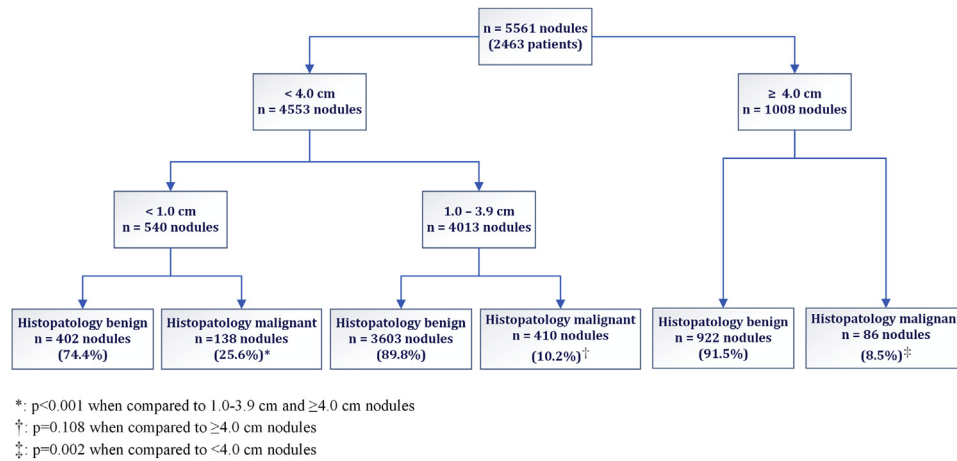 n = 5561 nodules
(2463 patients)
< 4.0 cm
n = 4553 nodules
≥ 4.0 cm
n = 1008 nodules
< 1.0 cm
n = 540 nodules
1.0 – 3.9 cm
n = 4013 nodules
Histopatology benign
n = 402 nodules
(74.4%)
Histopatology malignant
n =138 nodules
(25.6%)*
Histopatology benign
n = 3603 nodules
(89.8%)
Histopatology malignant
n = 410 nodules
(10.2%)†
Histopatology benign
n = 922 nodules
(91.5%)
Histopatology malignant
n = 86 nodules
(8.5%)‡
*: p<0.001 when compared to 1.0-3.9 cm and ≥4.0 cm nodules
†: p=0.108 when compared to ≥4.0 cm nodules
‡: p=0.002 when compared to <4.0 cm nodules